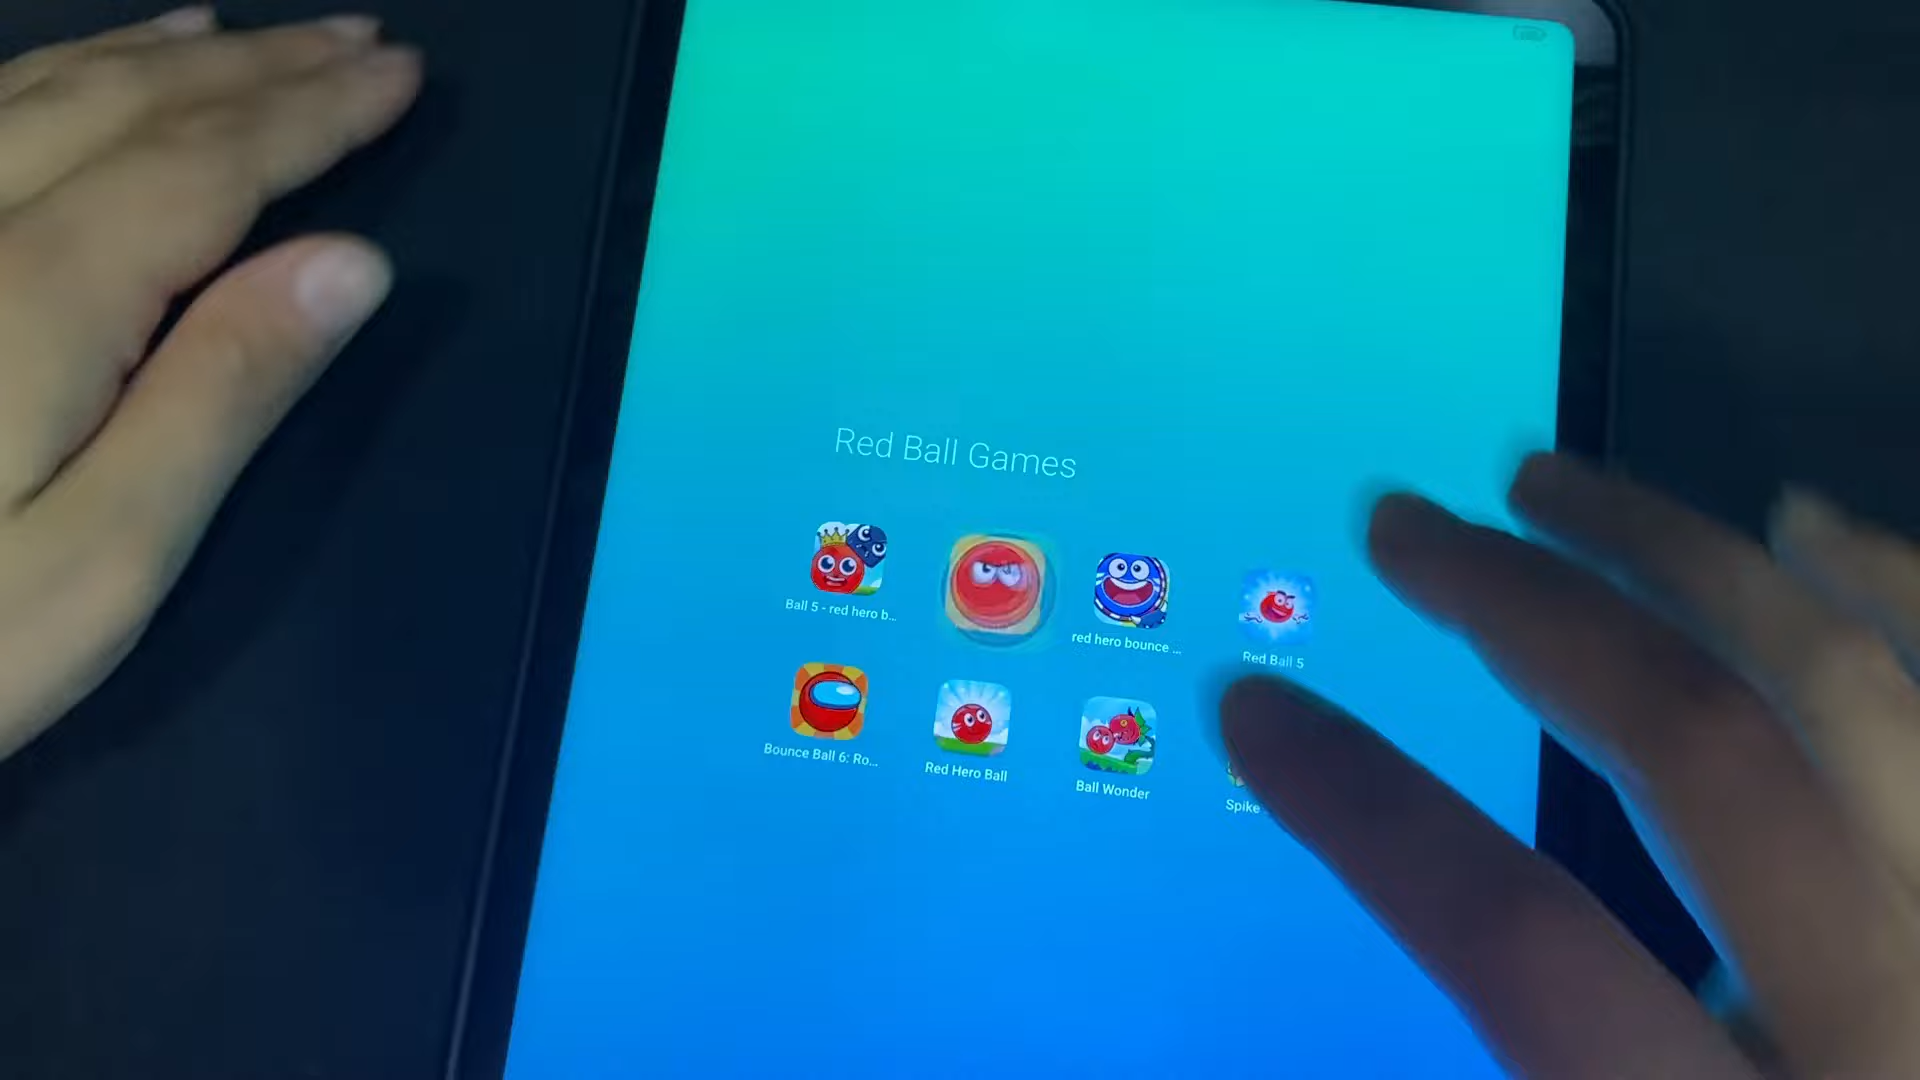 Red Ball Games
Ball 5 - red hero b...
red hero bounce ...
Red Ball 5
Bounce Ball 6: Ro...
Red Hero Ball
Ball Wonder
Spike